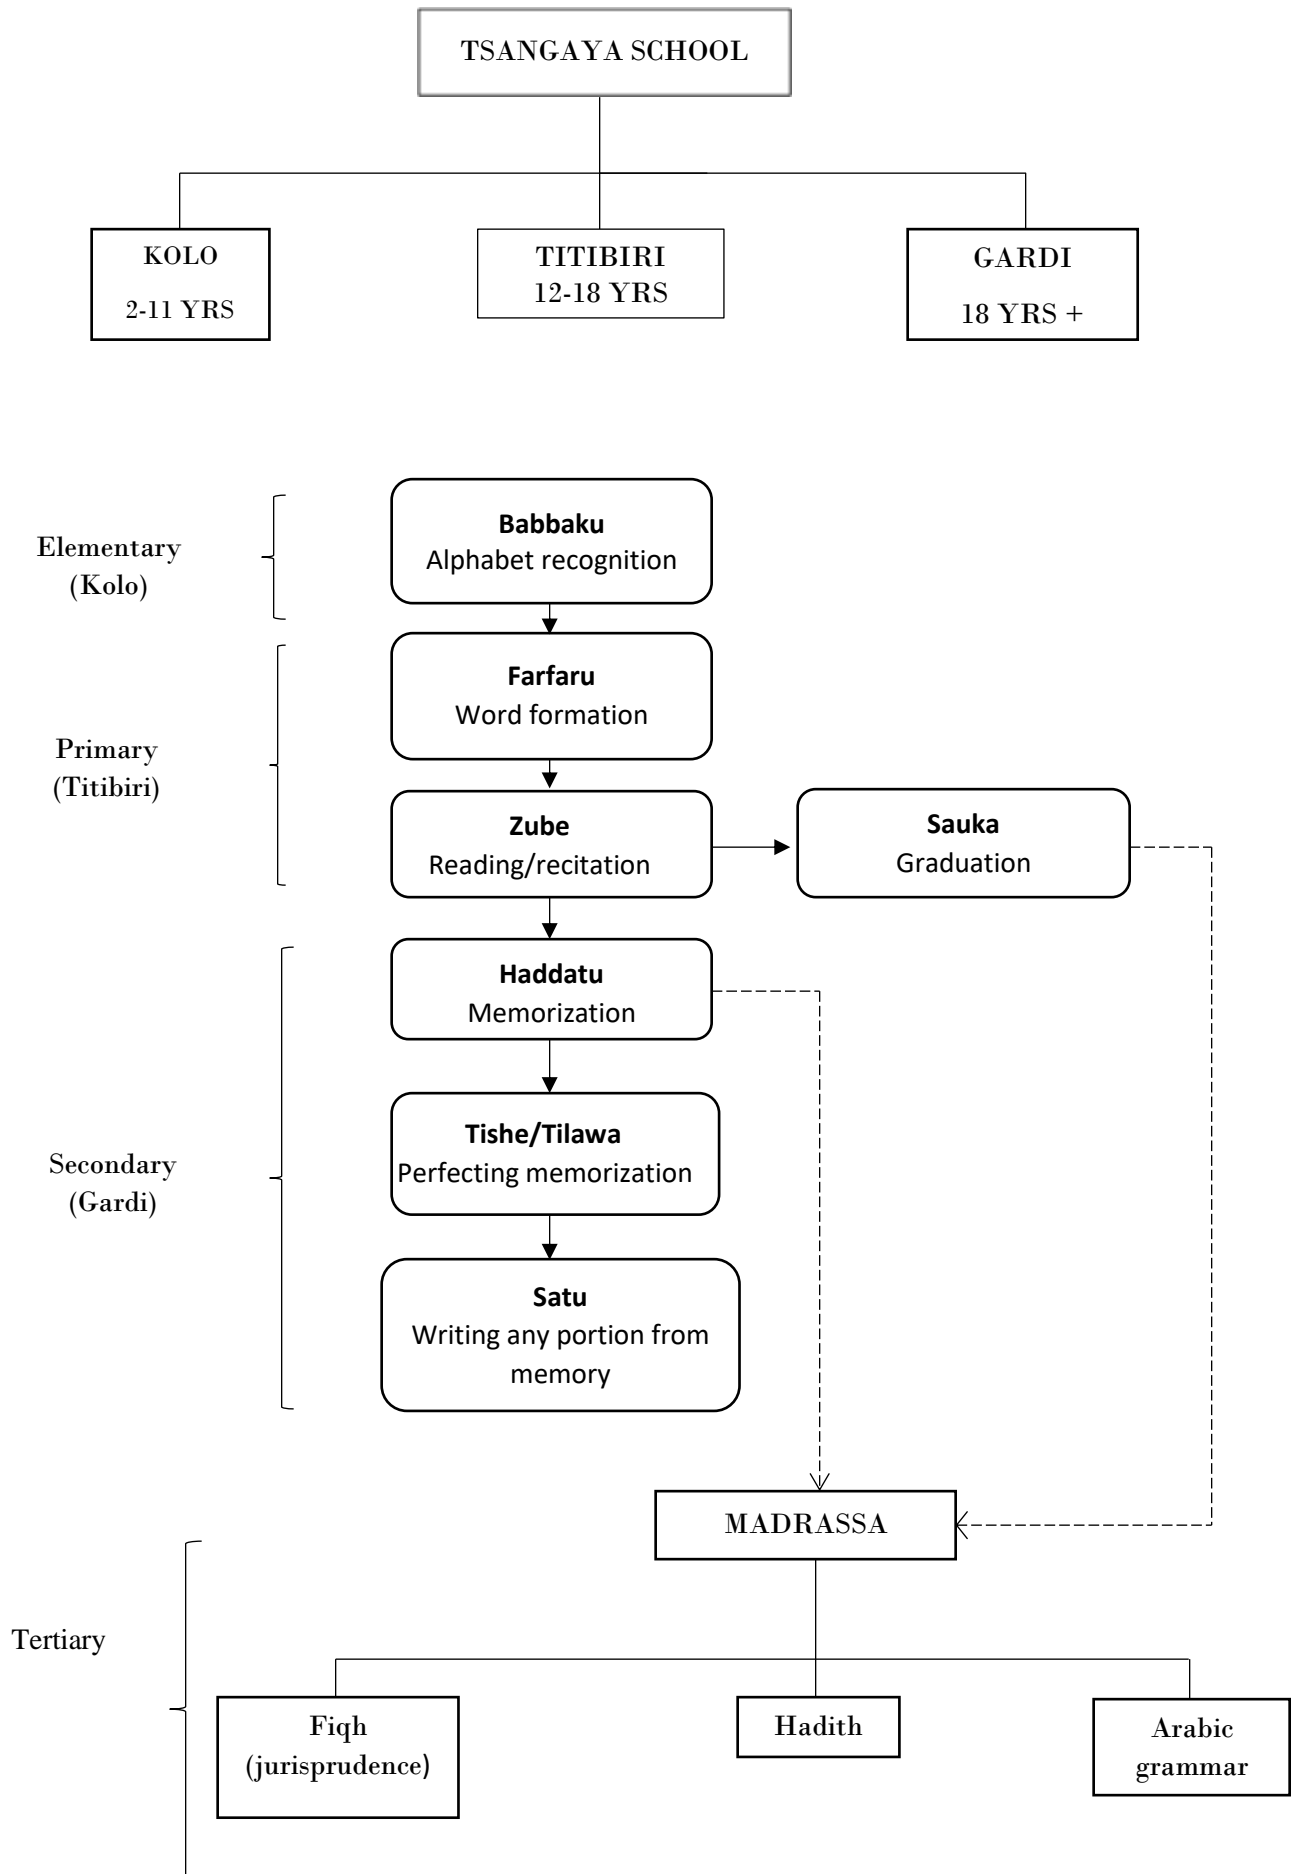 TSANGAYA SCHOOL
KOLO
2-11 YRS
TITIBIRI
12-18 YRS
GARDI
18 YRS +
Elementary
(Kolo)
Babbaku
Alphabet recognition
Primary
(Titibiri)
Farfaru
Word formation
Zube
Reading/recitation
Sauka
Graduation
Secondary
(Gardi)
Haddatu
Memorization
Tishe/Tilawa
Perfecting memorization
Satu
Writing any portion from
memory
MADRASSA
Tertiary
Fiqh
(jurisprudence)
Hadith
Arabic
grammar